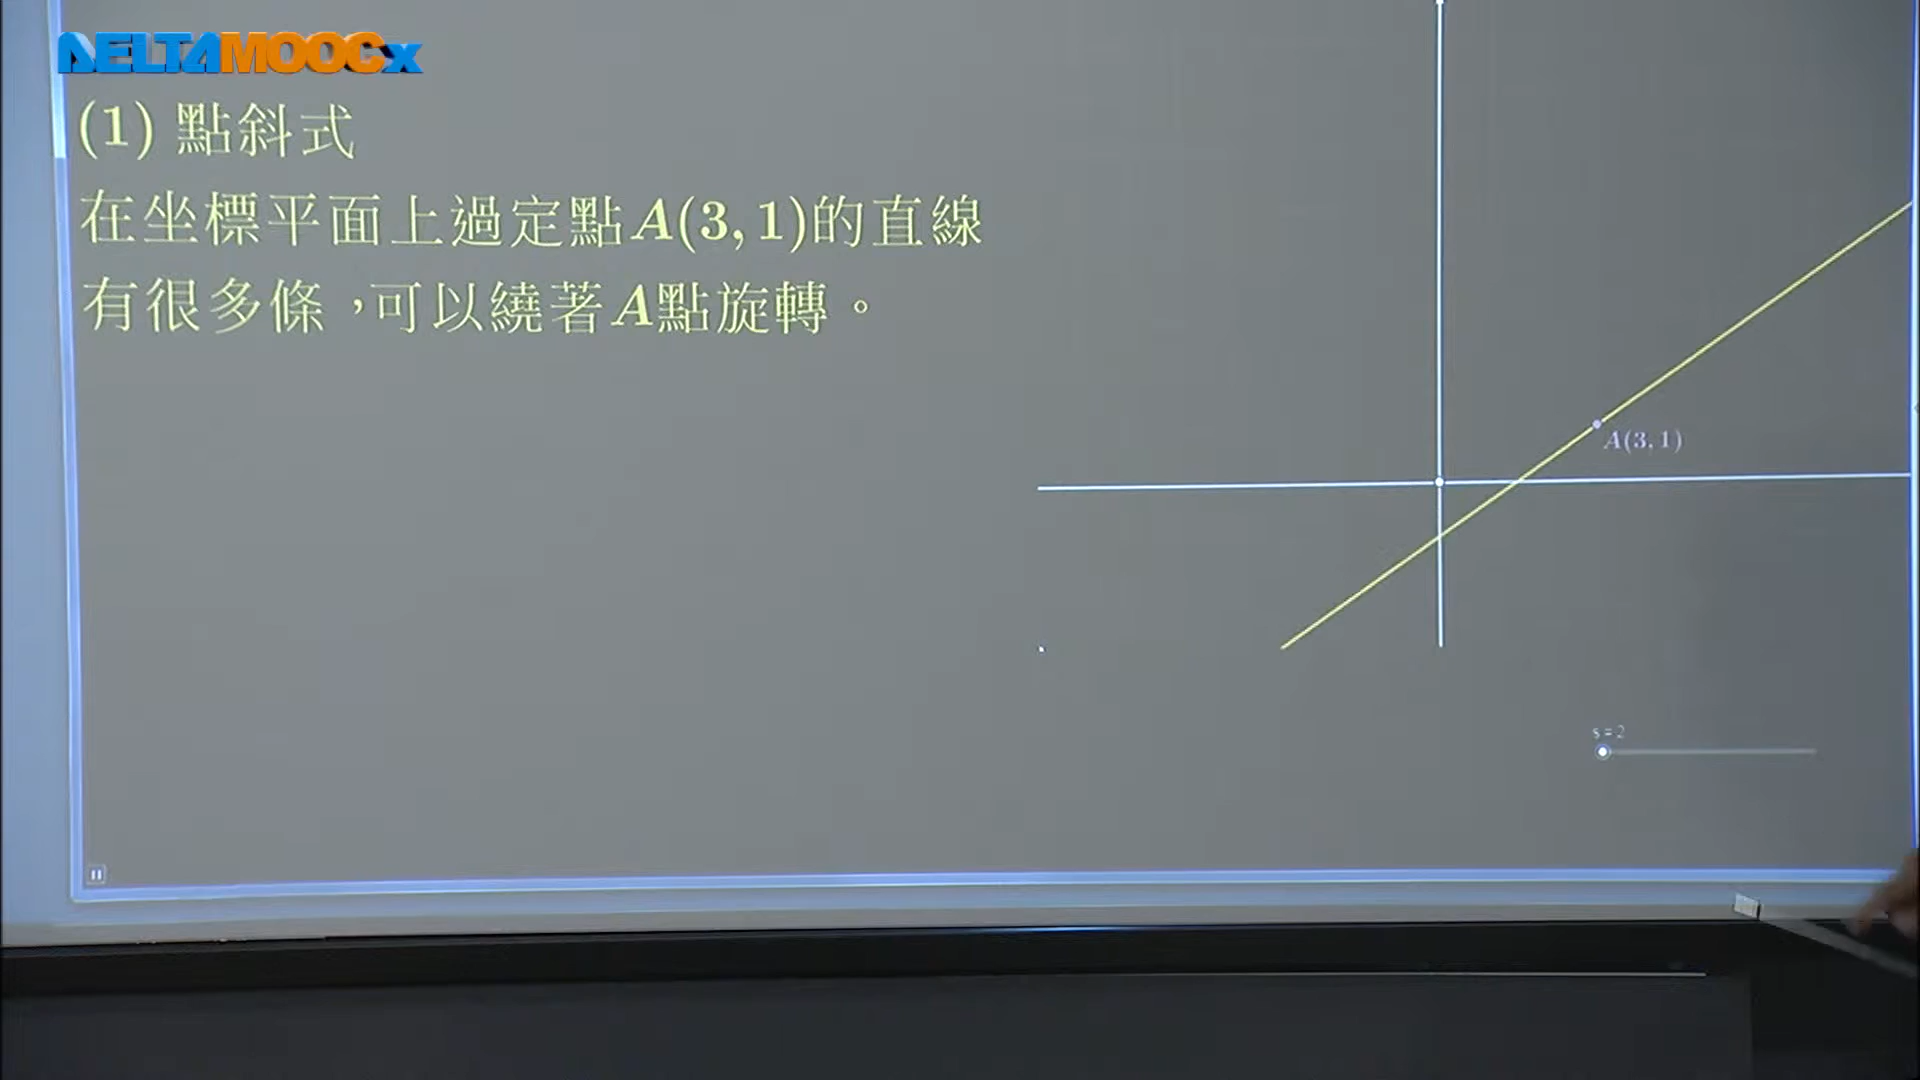 DELTAMOOCx
(1) 點斜式
在坐標平面上過定點A(3,1)的直線
有很多條，可以繞著A點旋轉。
A(3,1)
s = 2